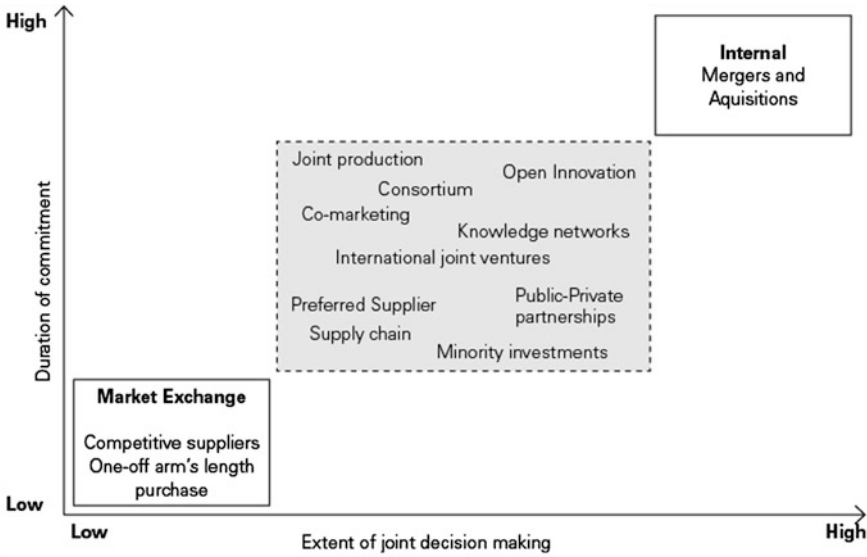 High
Internal
Mergers and
Aquisitions
Joint production
Open Innovation
Consortium
Co-marketing
Knowledge networks
International joint ventures
Preferred Supplier
Public-Private
partnerships
Supply chain
Minority investments
Duration of commitment
Market Exchange
Competitive suppliers
One-off arm's length
purchase
Low
Low
Extent of joint decision making
High